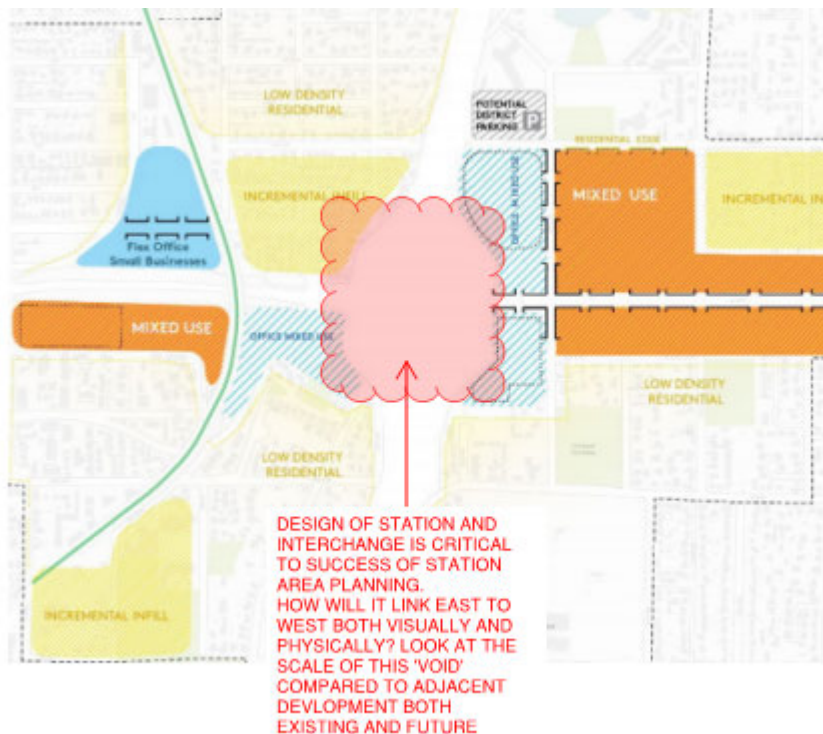 LOW DENSITY
RESIDENTIAL
POTENTIAL
DISTRICT
PARKING P
RESIDENTIAL EDGE
INCREMENTAL INFILL
OFFICE MIXED USE
MIXED USE
INCREMENTAL IN
Flex Office
Small Businesses
MIXED USE
OFFICE MIXED USE
LOW DENSITY
RESIDENTIAL
LOW DENSITY
RESIDENTIAL
DESIGN OF STATION AND
INTERCHANGE IS CRITICAL
TO SUCCESS OF STATION
AREA PLANNING.
HOW WILL IT LINK EAST TO
WEST BOTH VISUALLY AND
PHYSICALLY? LOOK AT THE
SCALE OF THIS 'VOID'
COMPARED TO ADJACENT
DEVLOPMENT BOTH
EXISTING AND FUTURE
INCREMENTAL INFILL